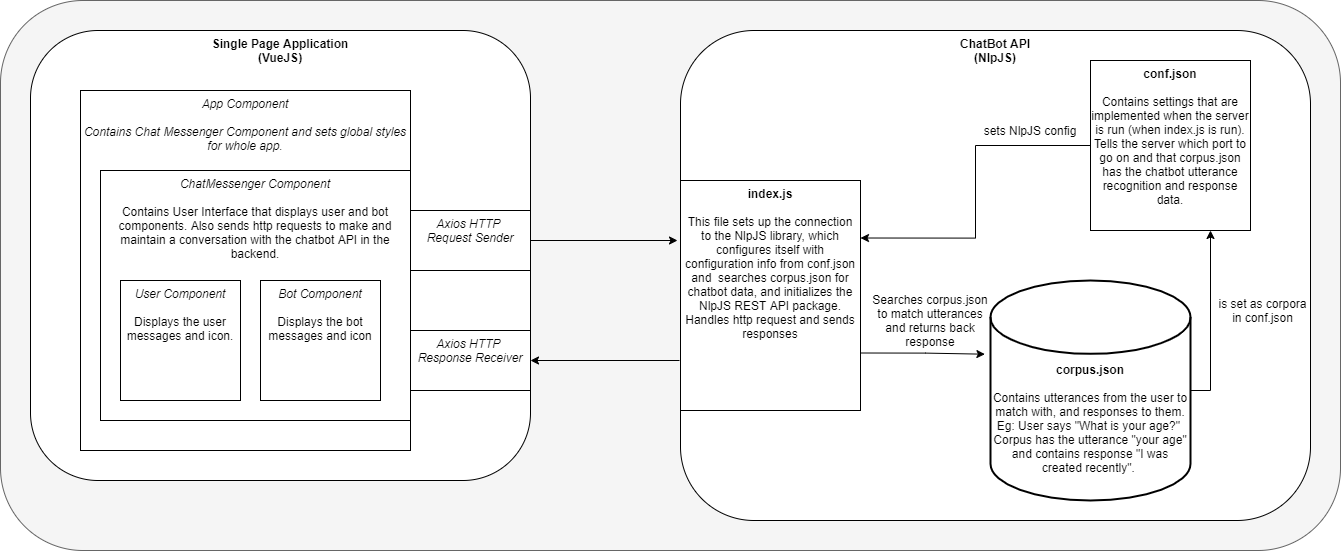 Single Page Application
(VueJS)
App Component
Contains Chat Messenger Component and sets global styles
for whole app.
ChatMessenger Component
Contains User Interface that displays user and bot
components. Also sends http requests to make and
maintain a conversation with the chatbot API in the
backend.
User Component
Displays the user
messages and icon.
Bot Component
Displays the bot
messages and icon
Axios HTTP
Request Sender
Axios HTTP
Response Receiver
ChatBot API
(NlpJS)
index.js
This file sets up the connection
to the NlpJS library, which
configures itself with
configuration info from conf.json
and searches corpus.json for
chatbot data, and initializes the
NlpJS REST API package.
Handles http request and sends
responses
sets NlpJS config
conf.json
Contains settings that are
implemented when the server
is run (when index.js is run).
Tells the server which port to
go on and that corpus.json
has the chatbot utterance
recognition and response
data.
Searches corpus.json
to match utterances
and returns back
response
is set as corpora
in conf.json
corpus.json
Contains utterances from the user to
match with, and responses to them.
Eg: User says "What is your age?"
Corpus has the utterance "your age"
and contains response "I was
created recently".